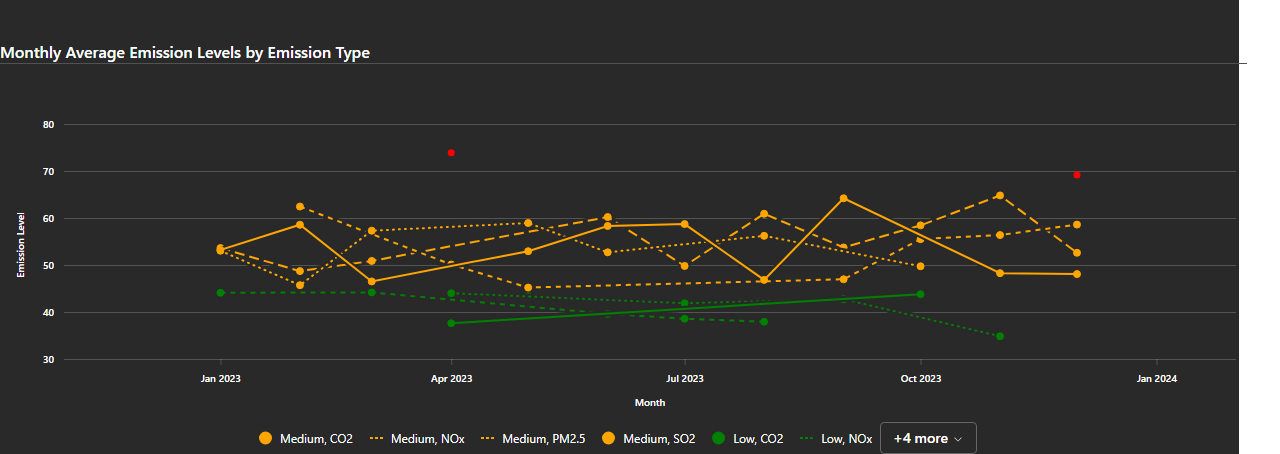 Monthly Average Emission Levels by Emission Type
80
70
60
50
40
30
Emission Level
Jan 2023 Apr 2023 Jul 2023 Oct 2023 Jan 2024
Month
Medium, CO2 Medium, NOx Medium, PM2.5 Medium, SO2 Low, CO2 Low, NOx +4 more